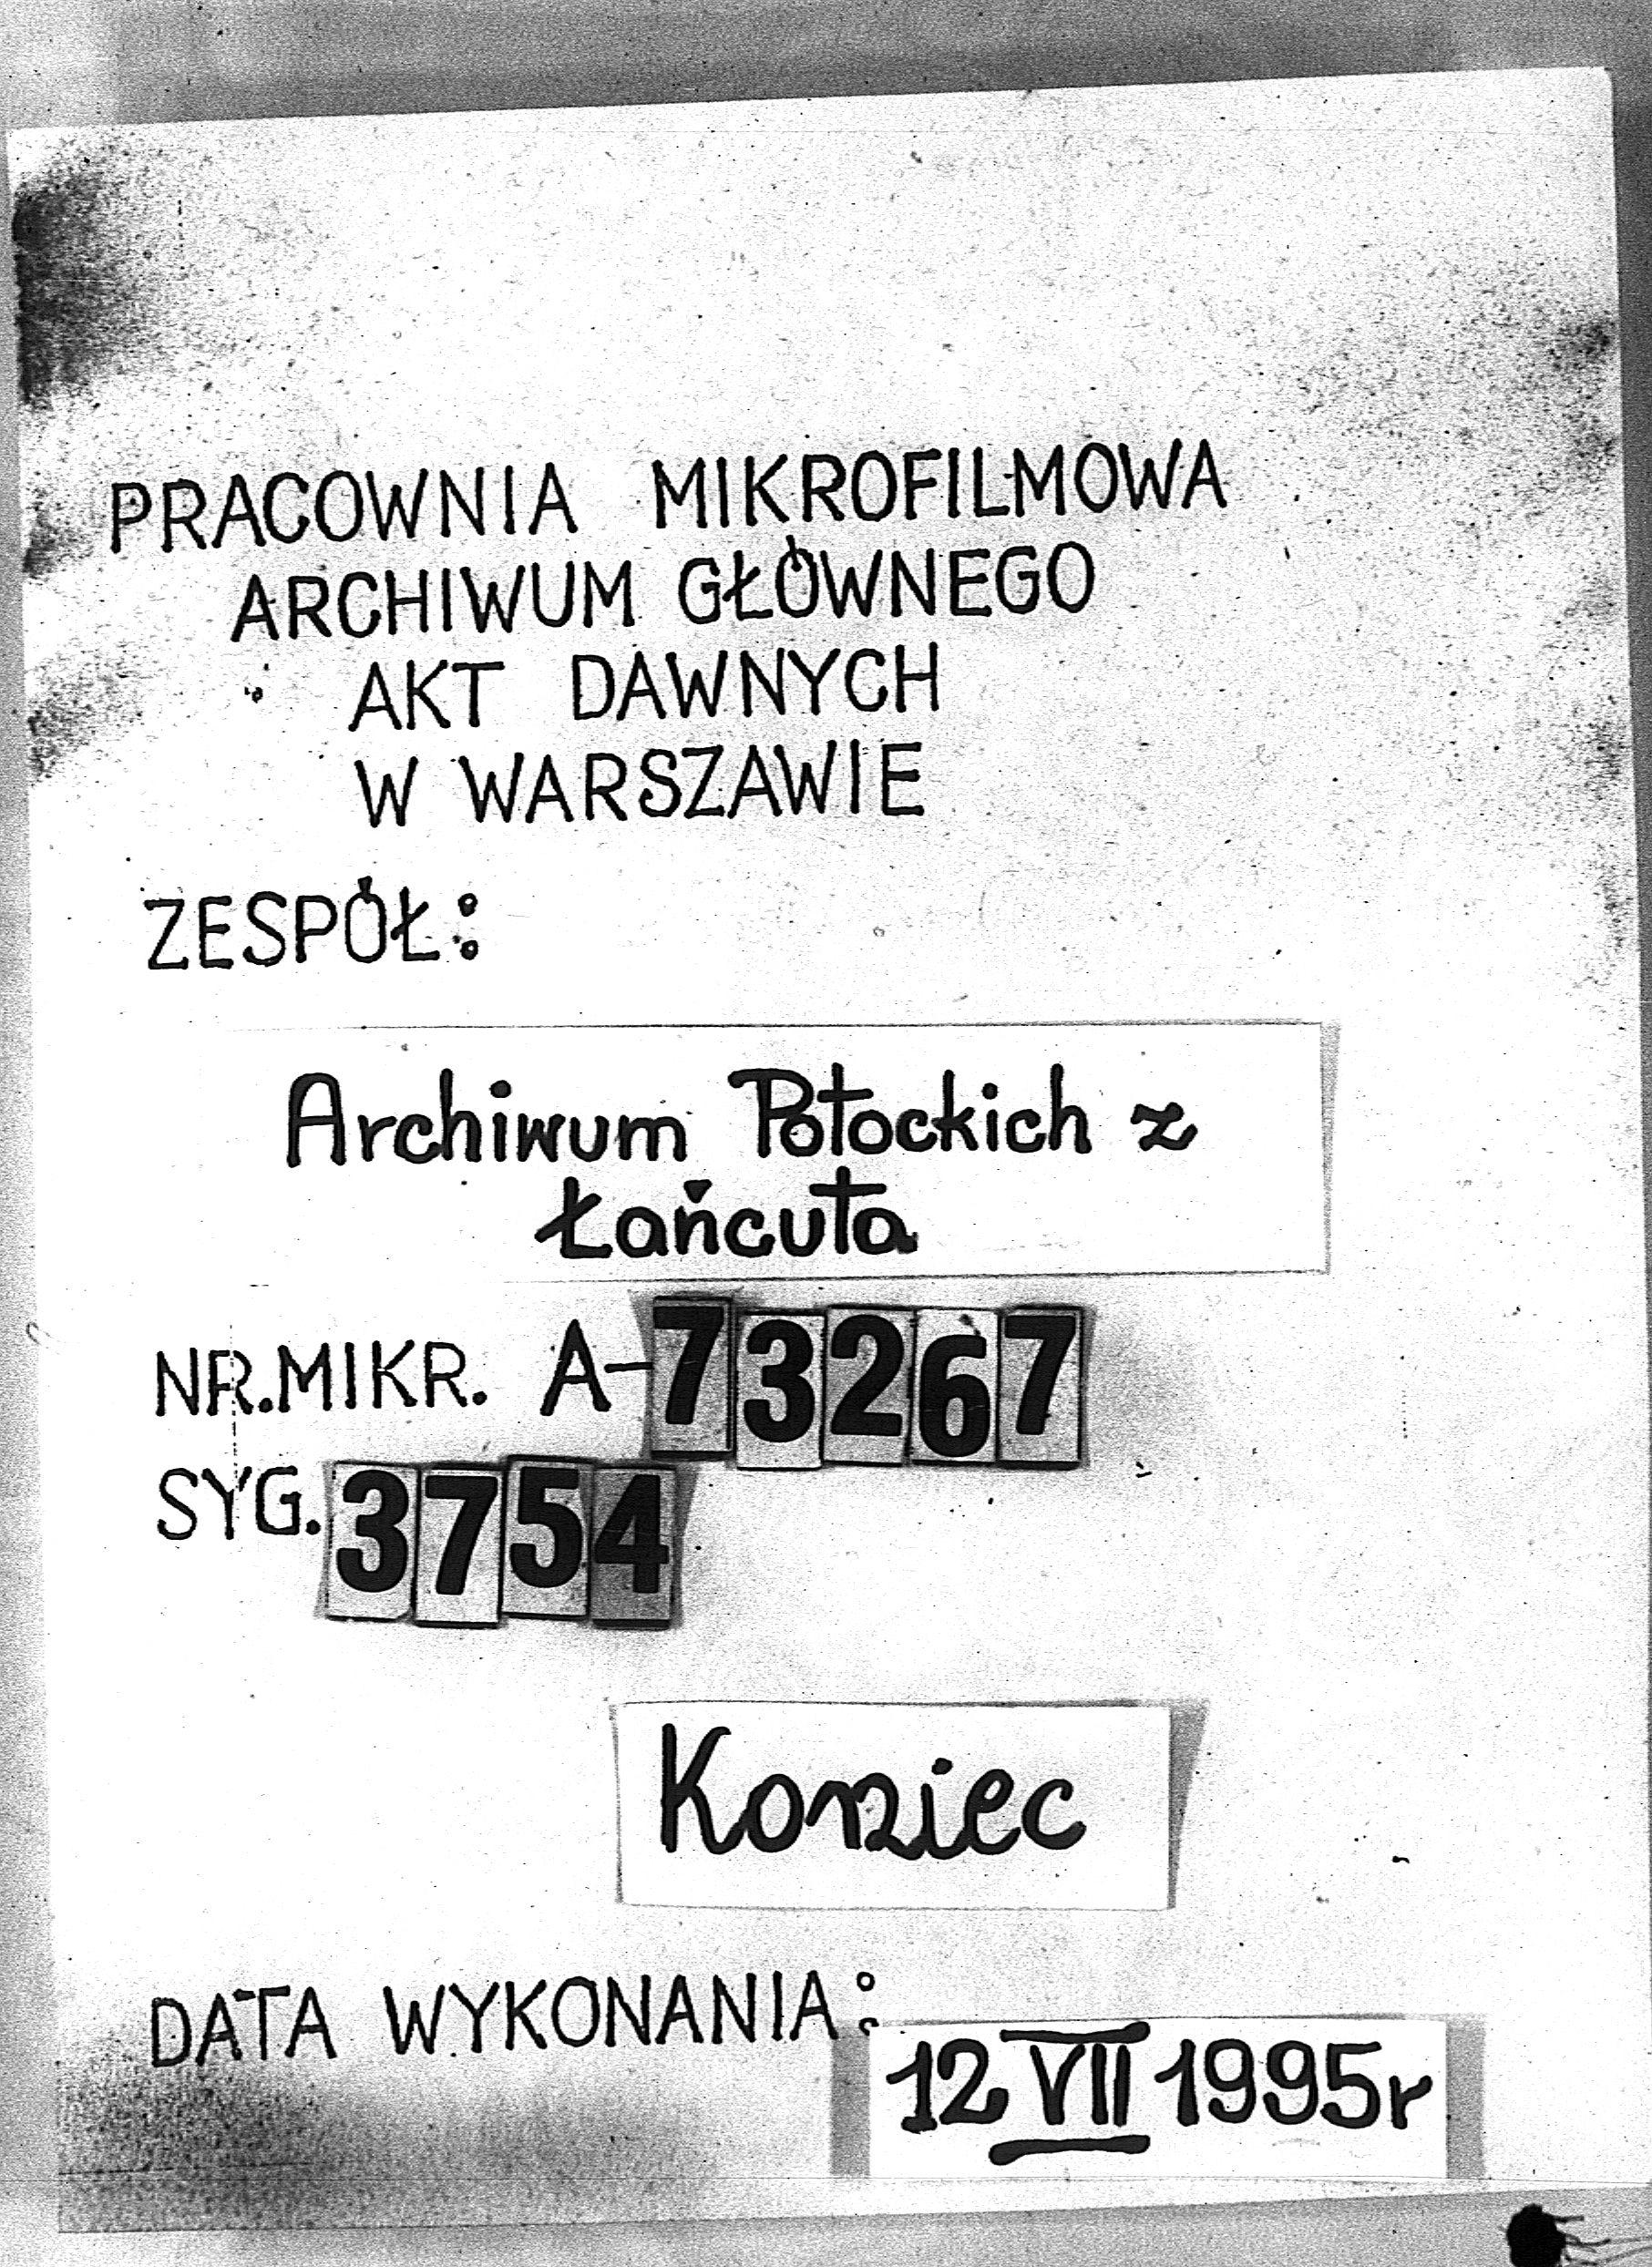 PRACOWNIA MIKROFILMOWA
ARCHIWUM GŁÓWNEGO
AKT DAWNYCH
W WARSZAWIE
ZESPÓŁ:
Archiwum Potockich z
Łańcuta
NR.MIKR. A-73267
SYG. 3754
Koniec
DATA WYKONANIA:
12 VII 1995r